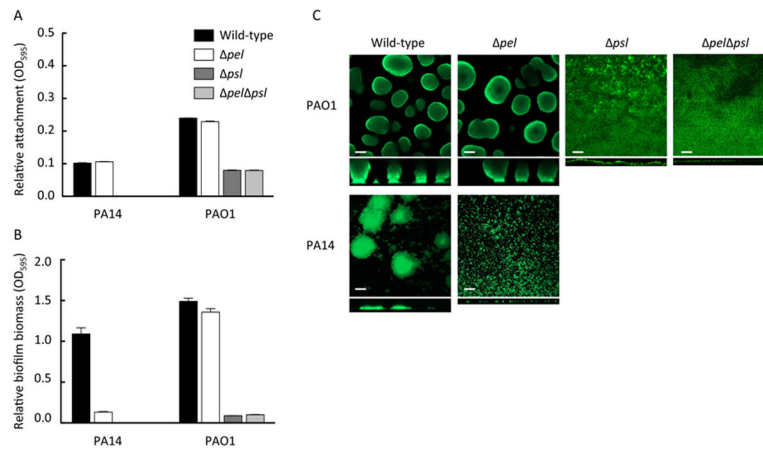 A
Relative attachment (OD595)
0.5
0.4
0.3
0.2
0.1
0.0
Wild-type
Δpel
Δpsl
ΔpelΔpsl
PA14
PAO1
B
Relative biofilm biomass (OD595)
2.0
1.5
1.0
0.5
0.0
PA14
PAO1
C
Wild-type
Δpel
Δpsl
ΔpelΔpsl
PAO1
PA14